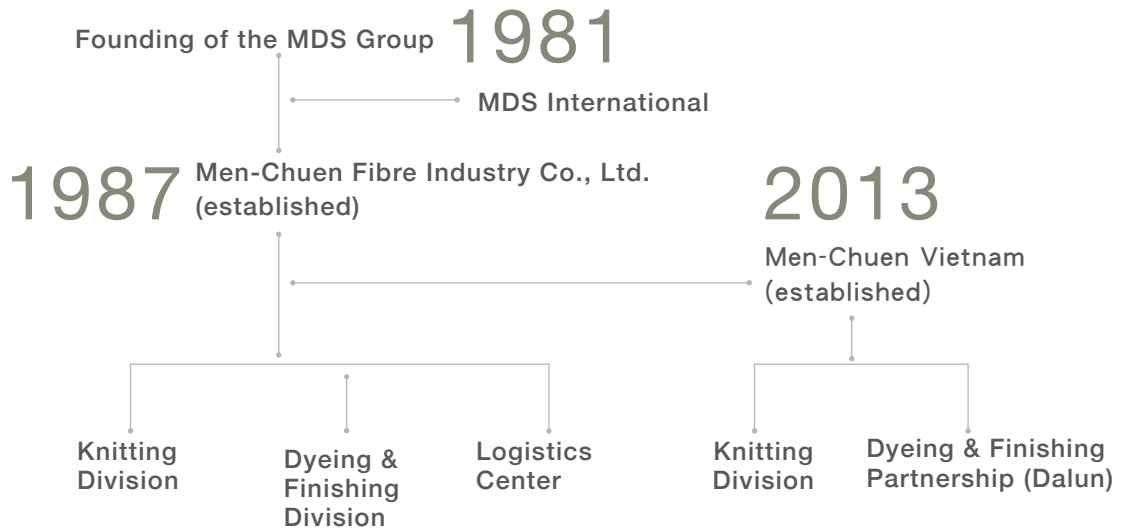 Founding of the MDS Group 1981
MDS International
1987
Men-Chuen Fibre Industry Co., Ltd.
(established)
2013
Men-Chuen Vietnam
(established)
Knitting
Division
Dyeing &
Finishing
Division
Logistics
Center
Knitting
Division
Dyeing & Finishing
Partnership (Dalun)